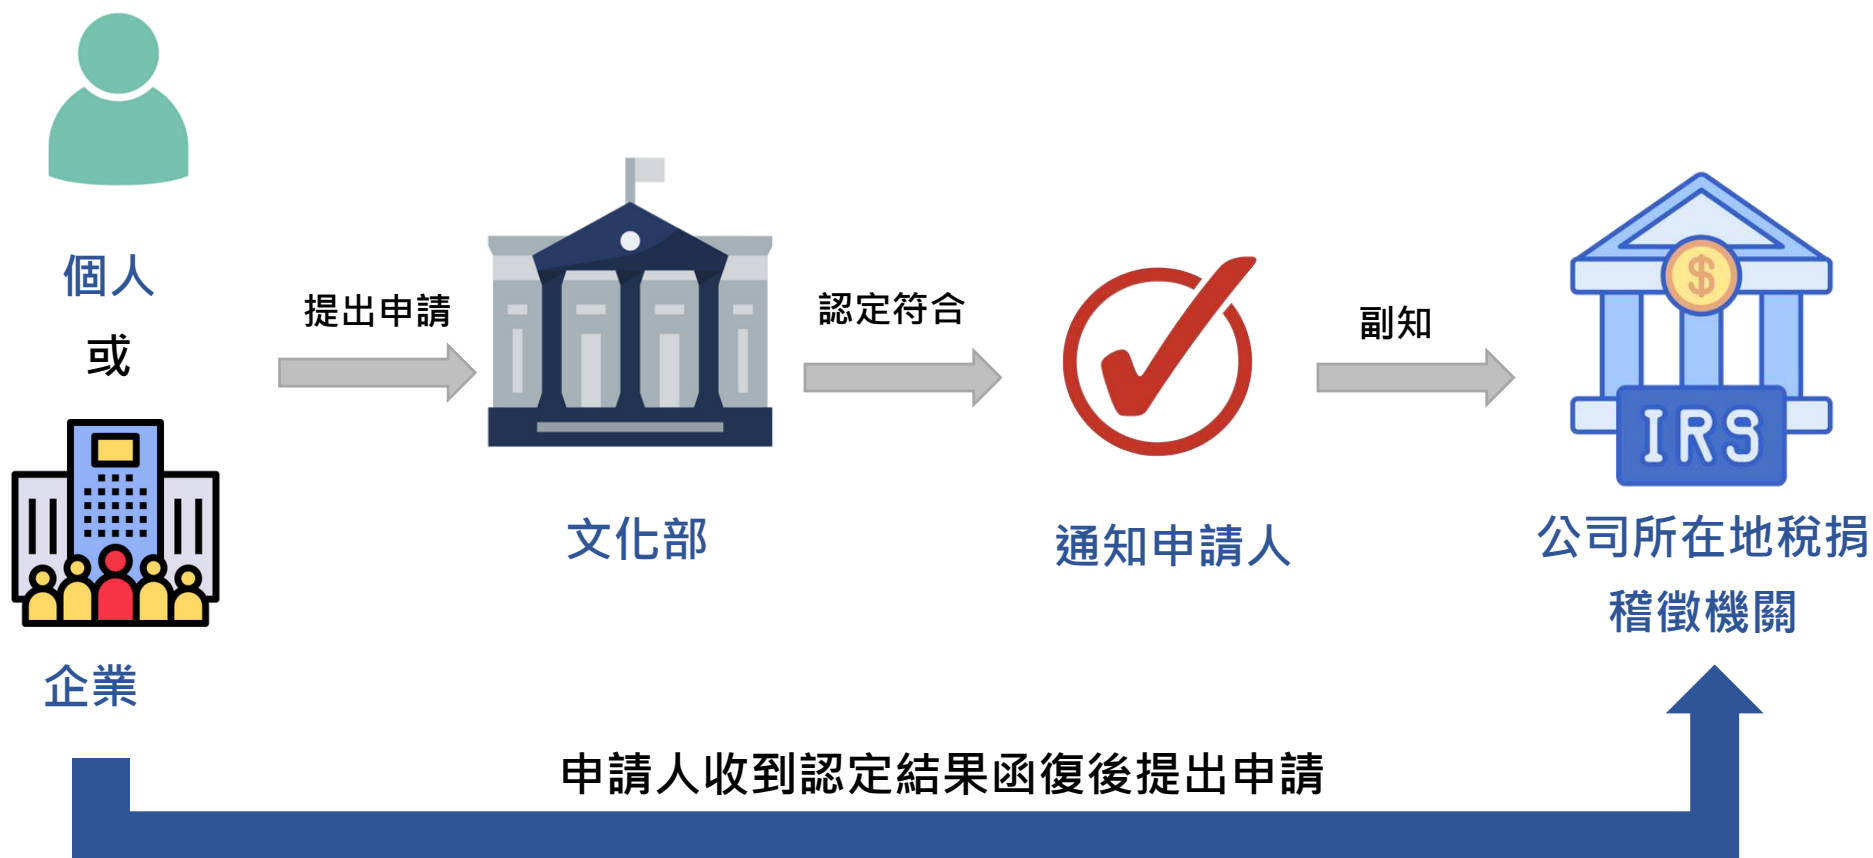 個人
或
企業
提出申請
文化部
認定符合
通知申請人
副知
$
IRS
公司所在地稅捐
稽徵機關
申請人收到認定結果函復後提出申請